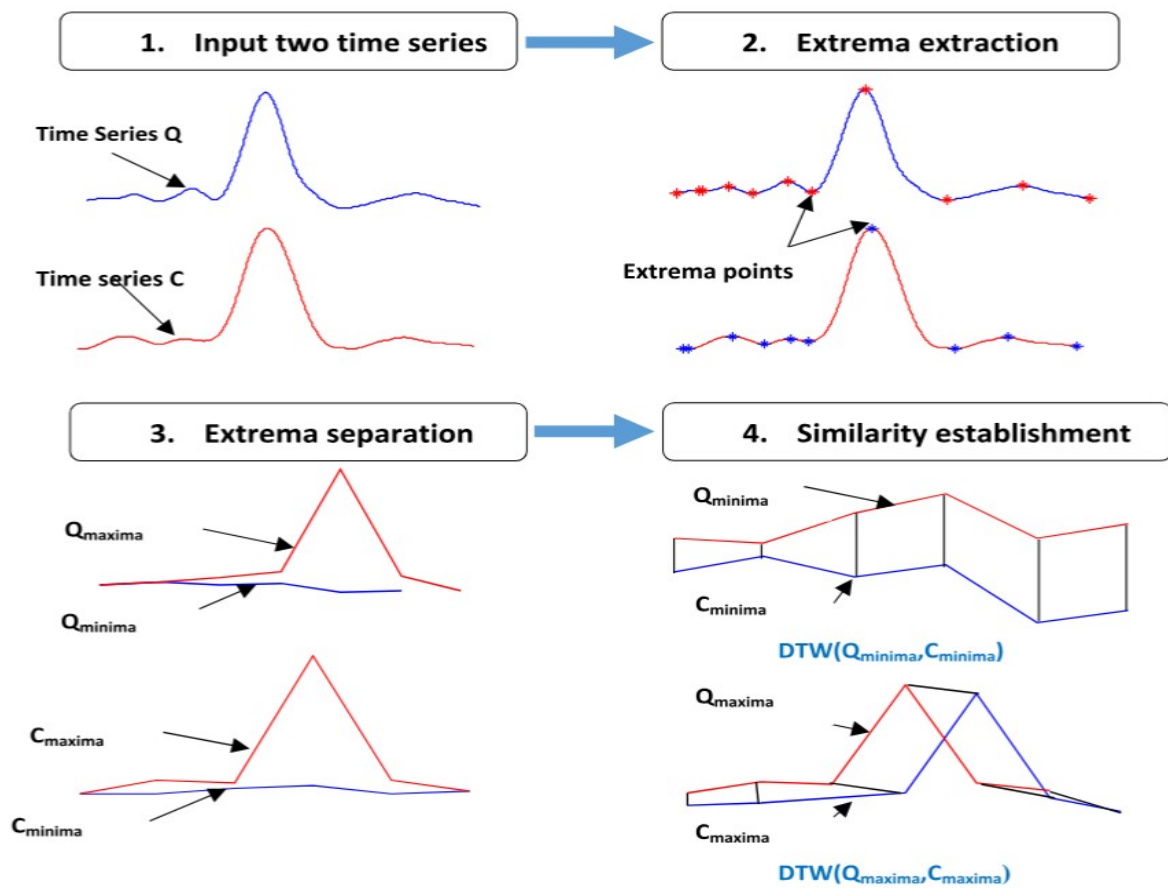 1. Input two time series
2. Extrema extraction
Time Series Q
Time series C
Extrema points
3. Extrema separation
4. Similarity establishment
Qmaxima
Qminima
Cmaxima
Cminima
Qminima
Cminima
DTW(Qminima,Cminima)
Qmaxima
Cmaxima
DTW(Qmaxima,Cmaxima)